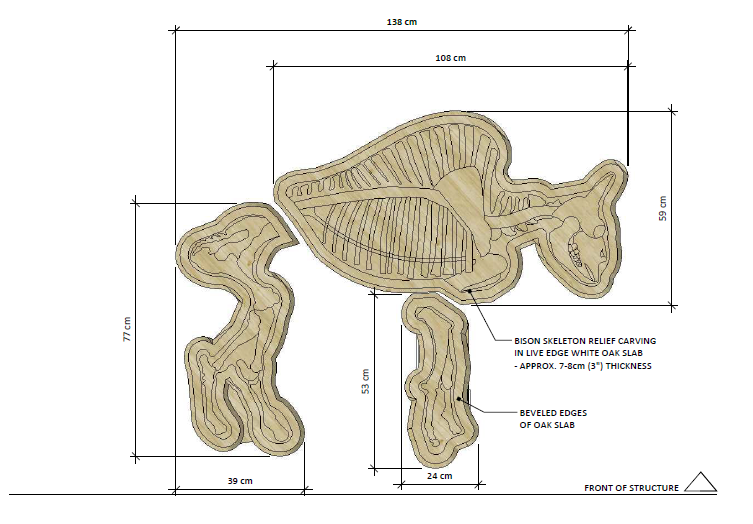 138 cm
108 cm
59 cm
77 cm
53 cm
BISON SKELETON RELIEF CARVING
IN LIVE EDGE WHITE OAK SLAB
- APPROX. 7-8cm (3") THICKNESS
BEVELED EDGES
OF OAK SLAB
39 cm
24 cm
FRONT OF STRUCTURE